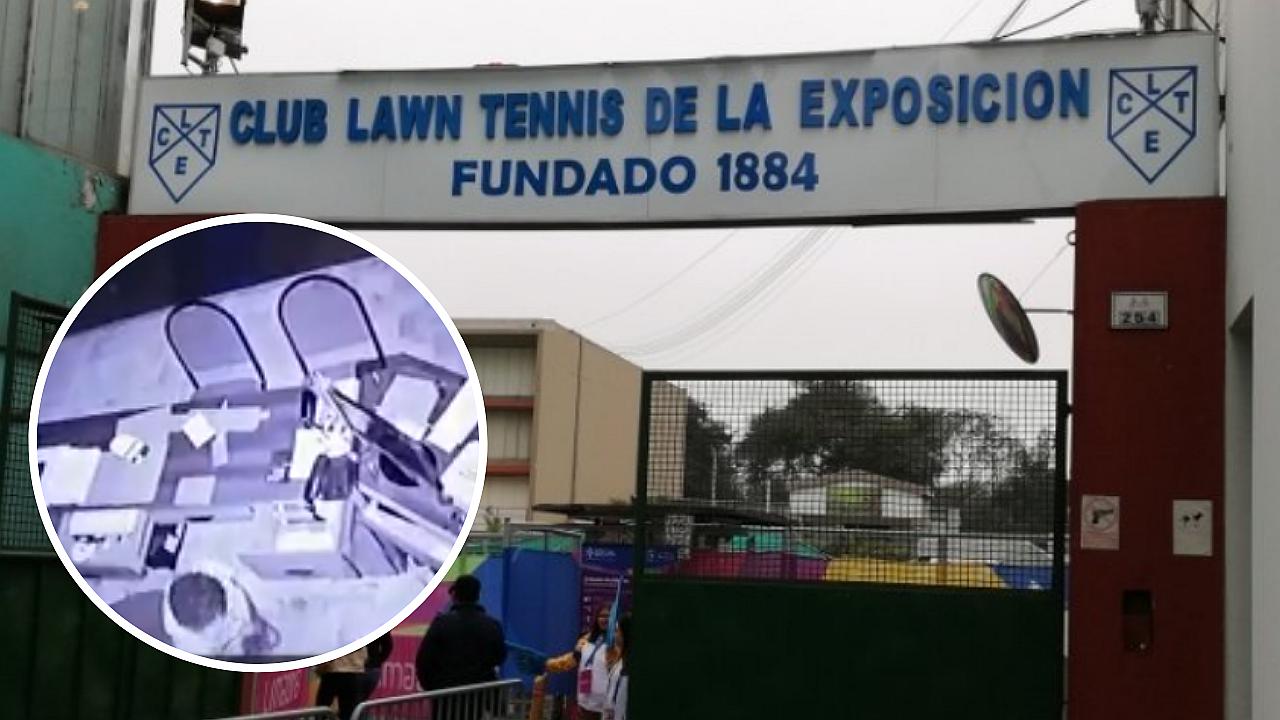 CLUB LAWN TENNIS DE LA EXPOSICION
FUNDADO 1884
L
C T
E
L
C T
E
254